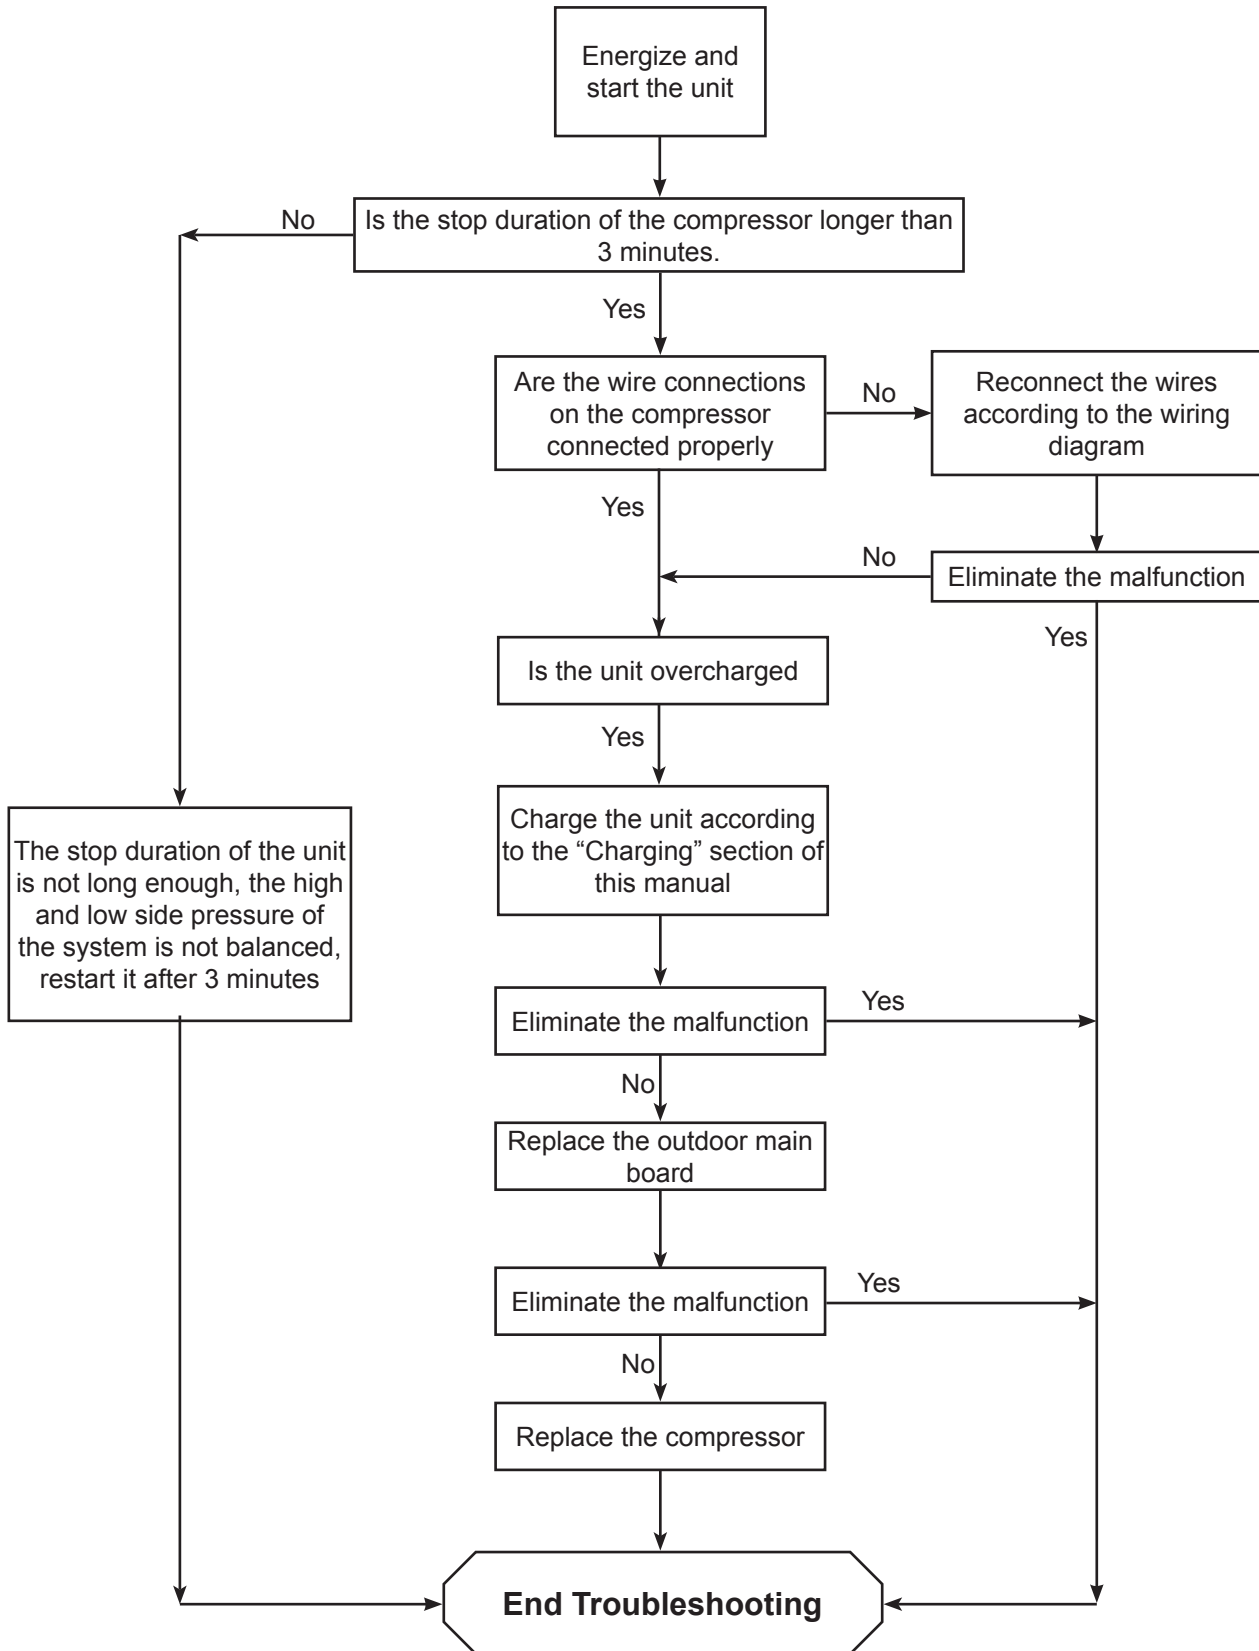 Energize and
start the unit
No
Is the stop duration of the compressor longer than
3 minutes.
Yes
Are the wire connections
on the compressor
connected properly
No
Reconnect the wires
according to the wiring
diagram
Yes
No
Eliminate the malfunction
Yes
Is the unit overcharged
Yes
Charge the unit according
to the “Charging” section of
this manual
The stop duration of the unit
is not long enough, the high
and low side pressure of
the system is not balanced,
restart it after 3 minutes
Eliminate the malfunction
Yes
No
Replace the outdoor main
board
Eliminate the malfunction
Yes
No
Replace the compressor
End Troubleshooting